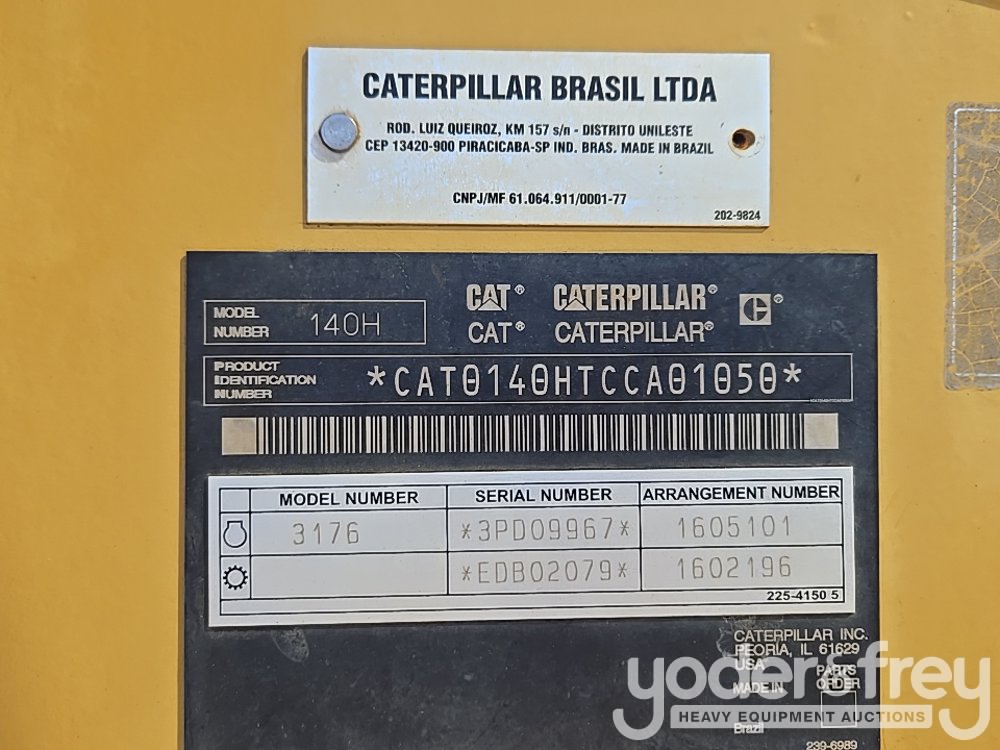 CATERPILLAR BRASIL LTDA
ROD. LUIZ QUEIROZ, KM 157 s/n - DISTRITO UNILESTE
CEP 13420-900 PIRACICABA-SP IND. BRAS. MADE IN BRAZIL
CNPJ/MF 61.064.911/0001-77
202-9824
MODEL NUMBER 140H
CAT® CATERPILLAR® C®
CAT® CATERPILLAR®
PRODUCT IDENTIFICATION NUMBER *CAT0140HTCCA01050*
MODEL NUMBER SERIAL NUMBER ARRANGEMENT NUMBER
3176 *3PD09967* 1605101
*EDB02079* 1602196
225-4150 5
CATERPILLAR INC.
PEORIA, IL 61629
USA PARTS
MADE IN ORDER
Brazil
239-6989
yoder&frey
HEAVY EQUIPMENT AUCTIONS